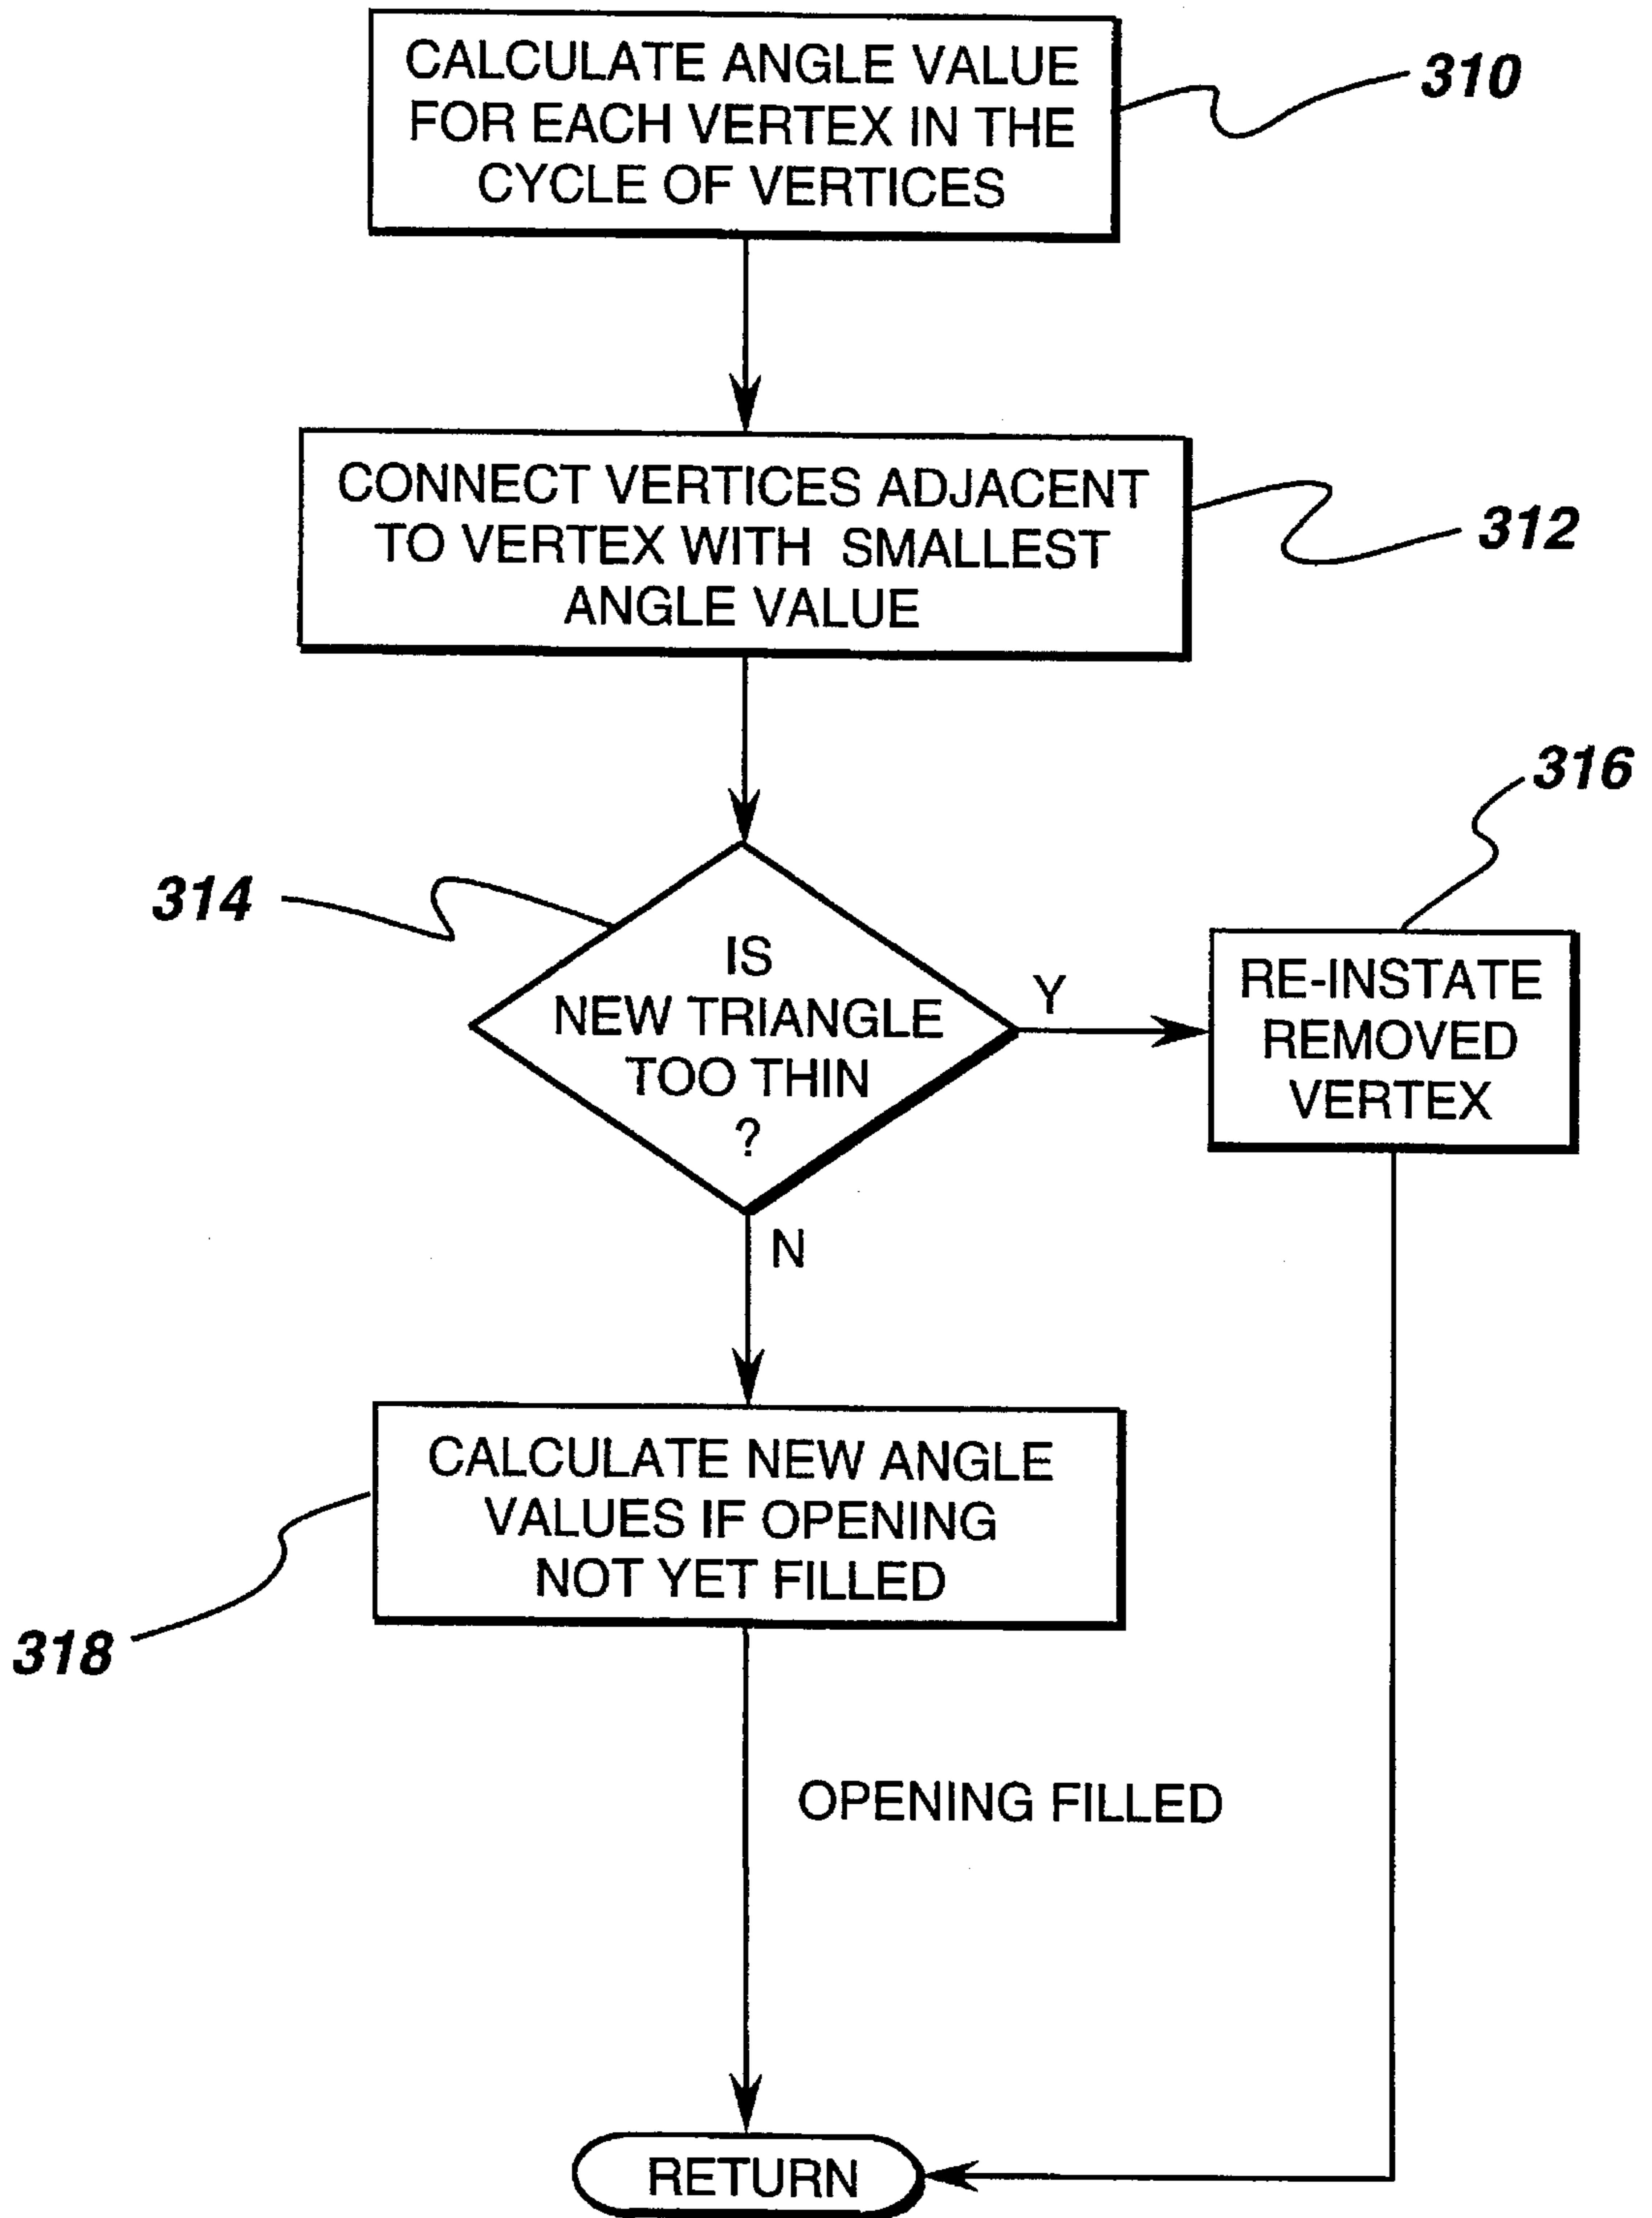 CALCULATE ANGLE VALUE
FOR EACH VERTEX IN THE
CYCLE OF VERTICES
310
CONNECT VERTICES ADJACENT
TO VERTEX WITH SMALLEST
ANGLE VALUE
312
316
314
IS
NEW TRIANGLE
TOO THIN
?
Y
RE-INSTATE
REMOVED
VERTEX
N
CALCULATE NEW ANGLE
VALUES IF OPENING
NOT YET FILLED
318
OPENING FILLED
RETURN